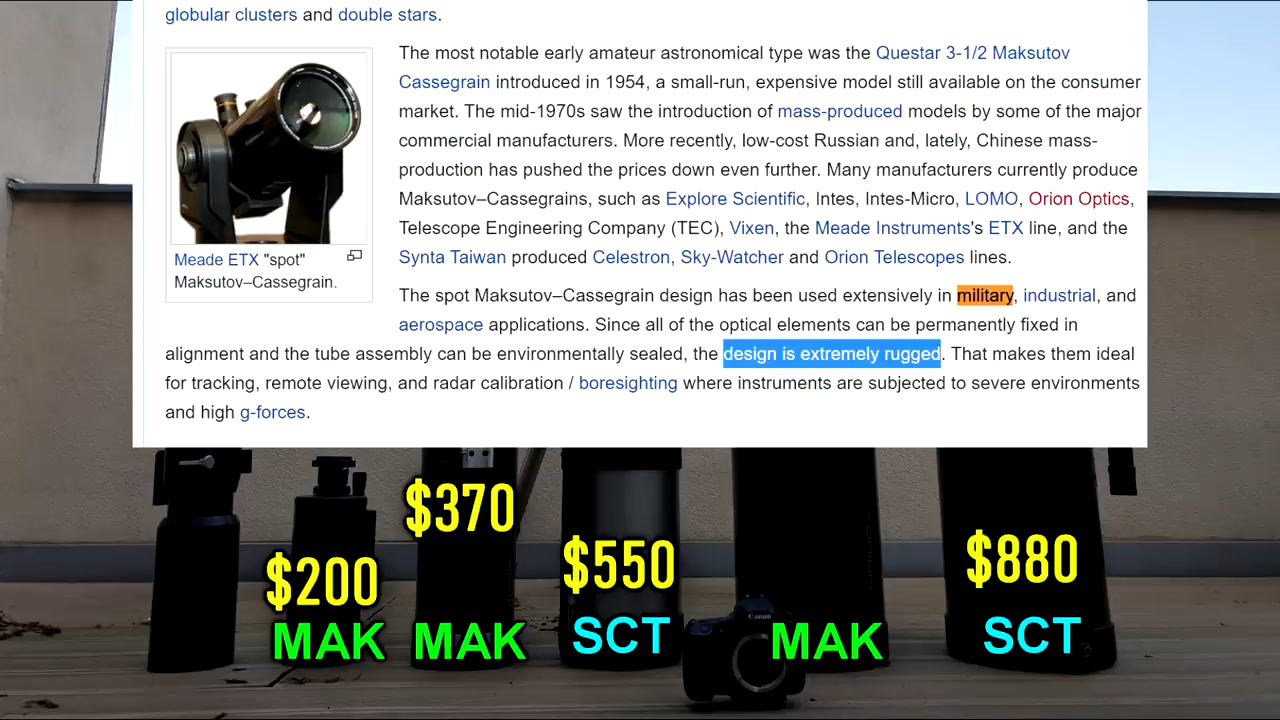 globular clusters and double stars.
The most notable early amateur astronomical type was the Questar 3-1/2 Maksutov
Cassegrain introduced in 1954, a small-run, expensive model still available on the consumer
market. The mid-1970s saw the introduction of mass-produced models by some of the major
commercial manufacturers. More recently, low-cost Russian and, lately, Chinese mass-
production has pushed the prices down even further. Many manufacturers currently produce
Maksutov–Cassegrains, such as Explore Scientific, Intes, Intes-Micro, LOMO, Orion Optics,
Telescope Engineering Company (TEC), Vixen, the Meade Instruments's ETX line, and the
Synta Taiwan produced Celestron, Sky-Watcher and Orion Telescopes lines.
Meade ETX "spot"
Maksutov–Cassegrain.
The spot Maksutov–Cassegrain design has been used extensively in military, industrial, and
aerospace applications. Since all of the optical elements can be permanently fixed in
alignment and the tube assembly can be environmentally sealed, the design is extremely rugged. That makes them ideal
for tracking, remote viewing, and radar calibration / boresighting where instruments are subjected to severe environments
and high g-forces.
$200
MAK
$370
MAK
$550
SCT
Canon
MAK
$880
SCT